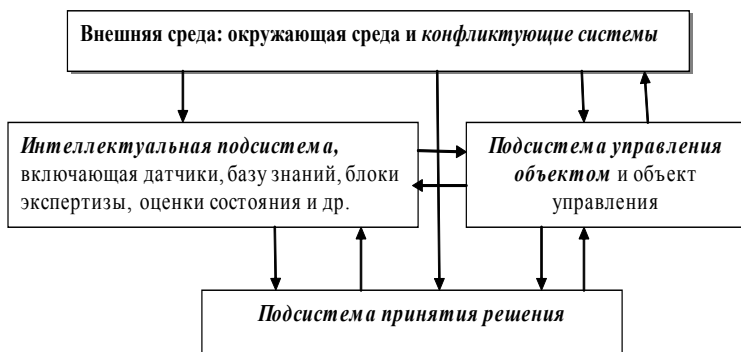 Внешняя среда: окружающая среда и конфликтующие системы
Интеллектуальная подсистема,
включающая датчики, базу знаний, блоки
экспертизы, оценки состояния и др.
Подсистема управления
объектом и объект
управления
Подсистема принятия решения